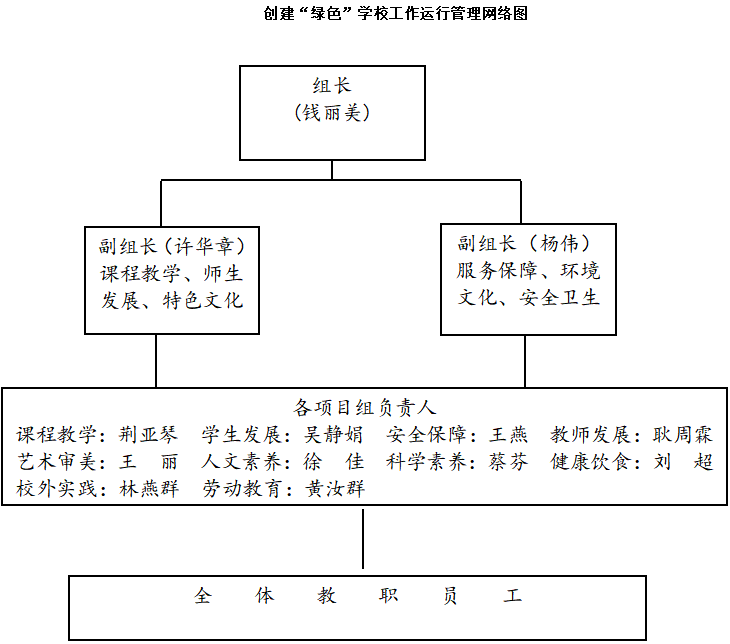 创建“绿色”学校工作运行管理网络图
组长
(钱丽美)
副组长(许华章)
课程教学、师生
发展、特色文化
副组长（杨伟）
服务保障、环境
文化、安全卫生
各项目组负责人
课程教学：荆亚琴 学生发展：吴静娟 安全保障：王燕 教师发展：耿周霖
艺术审美：王 丽 人文素养：徐 佳 科学素养：蔡芬 健康饮食：刘 超
校外实践：林燕群 劳动教育：黄汝群
全 体 教 职 员 工